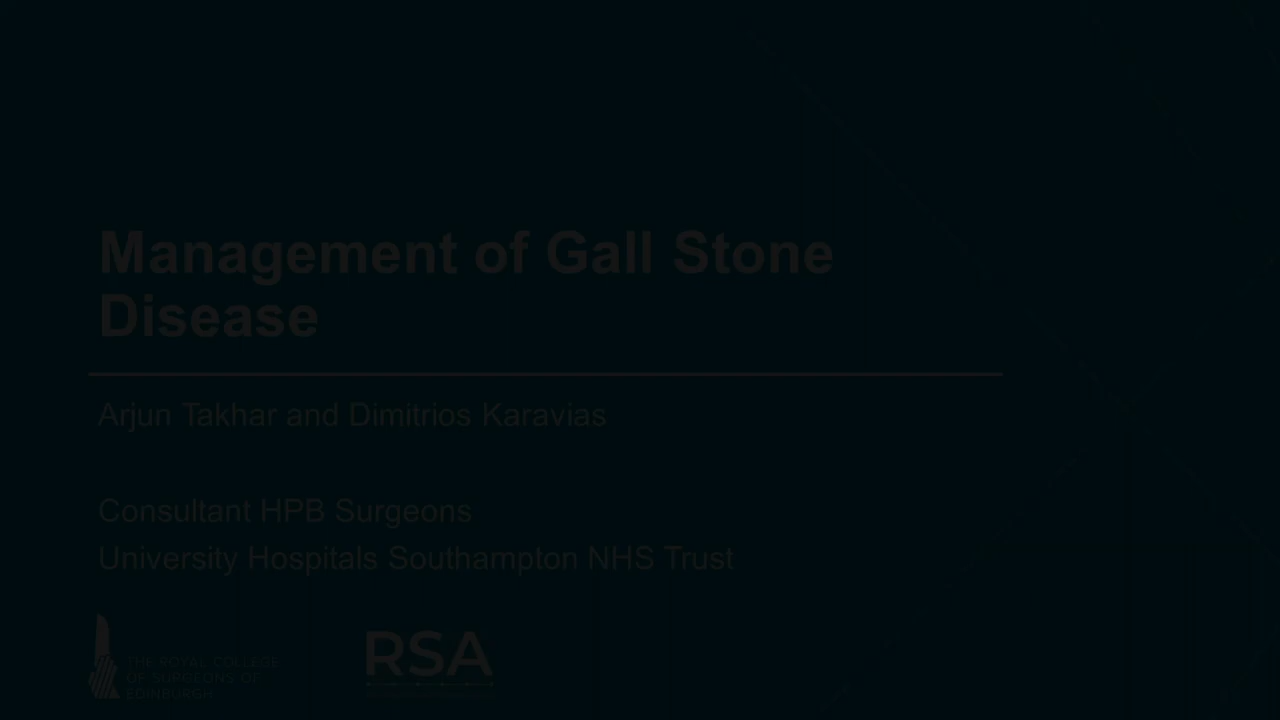 Management of Gall Stone
Disease
Arjun Takhar and Dimitrios Karavias
Consultant HPB Surgeons
University Hospitals Southampton NHS Trust
THE ROYAL COLLEGE
OF SURGEONS OF
EDINBURGH
RSA